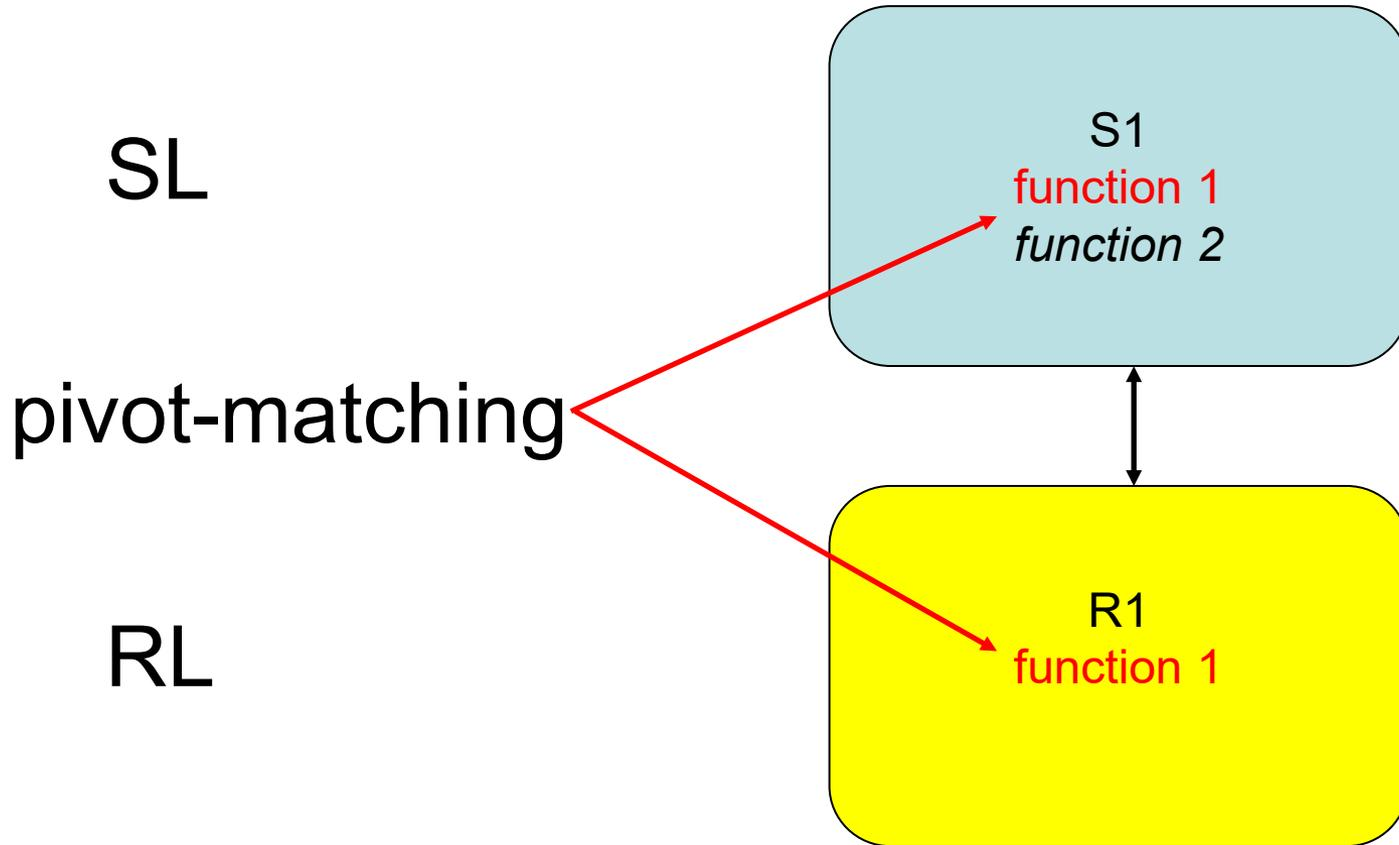 SL
S1
function 1
function 2
pivot-matching
RL
R1
function 1